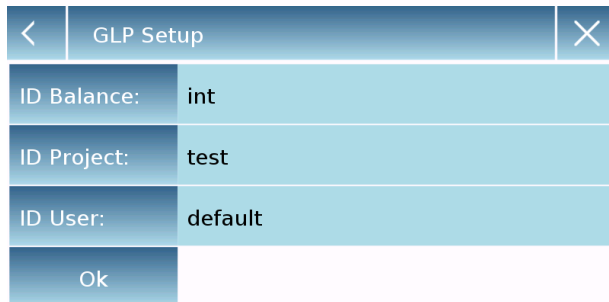 GLP Setup
ID Balance: int
ID Project: test
ID User: default
Ok